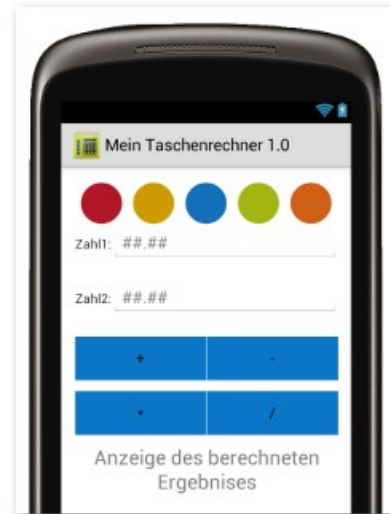 Mein Taschenrechner 1.0
Zahl1: ##.##
Zahl2: ##.##
+ -
* /
Anzeige des berechneten
Ergebnises